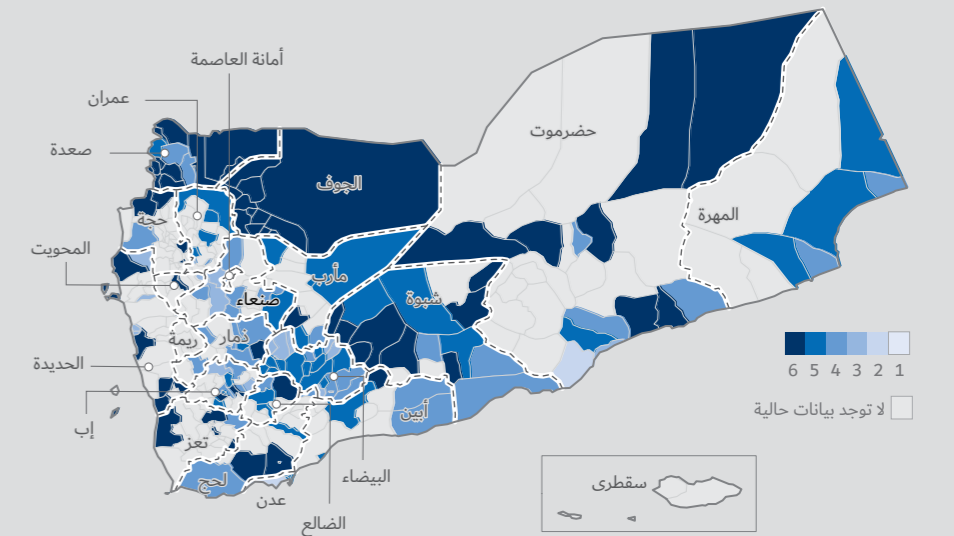 أمانة العاصمة
عمران
صعدة
حضرموت
الجوف
المهرة
حجة
المحويت
مأرب
صنعاء
شبوة
ذمار
ريمة
الحديدة
6 5 4 3 2 1
لا توجد بيانات حالية
أبين
إب
تعز
البيضاء
لحج
سقطرى
عدن
الضالع